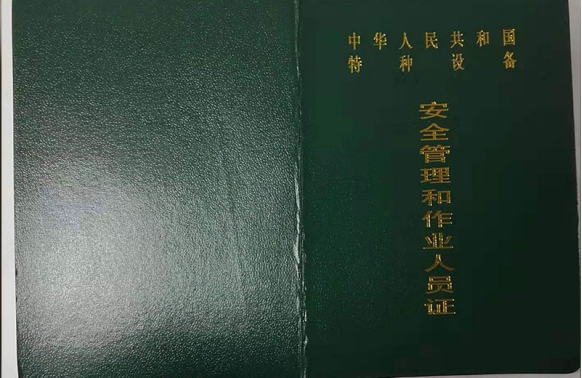 中华人民共和国
特种设备
安全管理和作业人员证